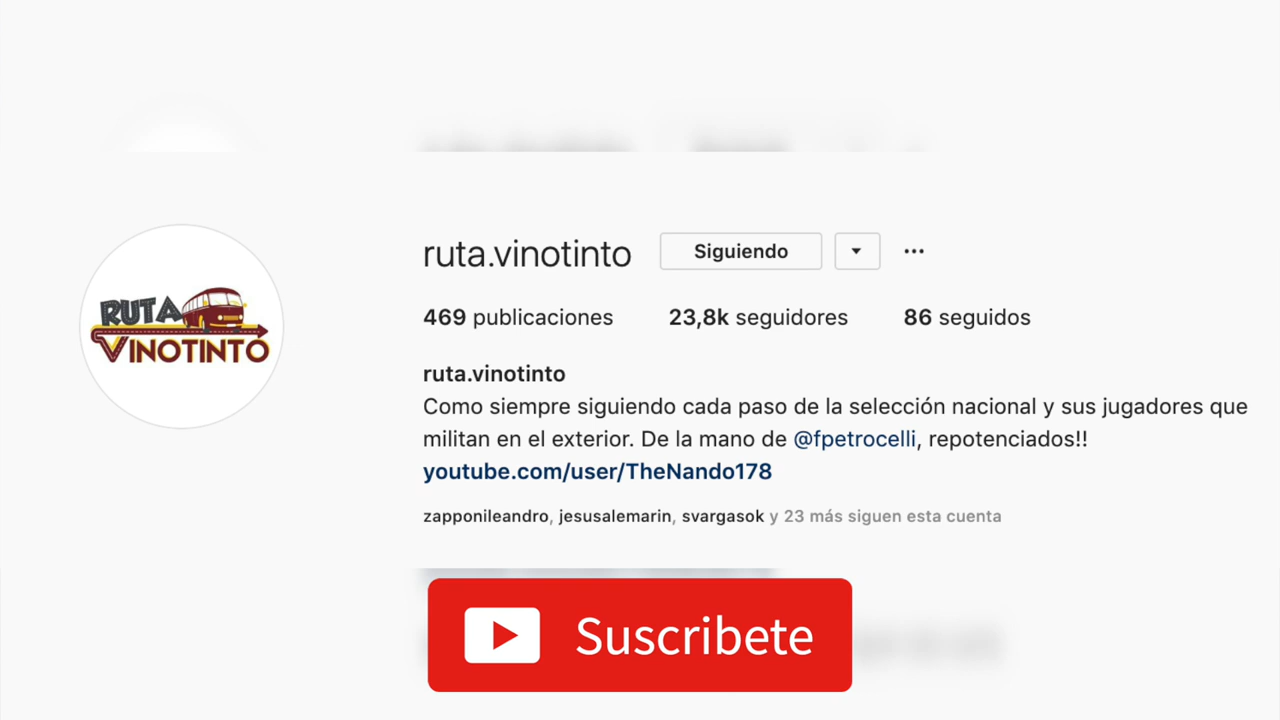 ruta.vinotinto
Siguiendo
469 publicaciones
23,8k seguidores
86 seguidos
RUTA
VINOTINTO
ruta.vinotinto
Como siempre siguiendo cada paso de la selección nacional y sus jugadores que
militan en el exterior. De la mano de @fpetrocelli, repotenciados!!
youtube.com/user/TheNando178
zapponileandro, jesusalemarin, svargasok y 23 más siguen esta cuenta
Suscribete